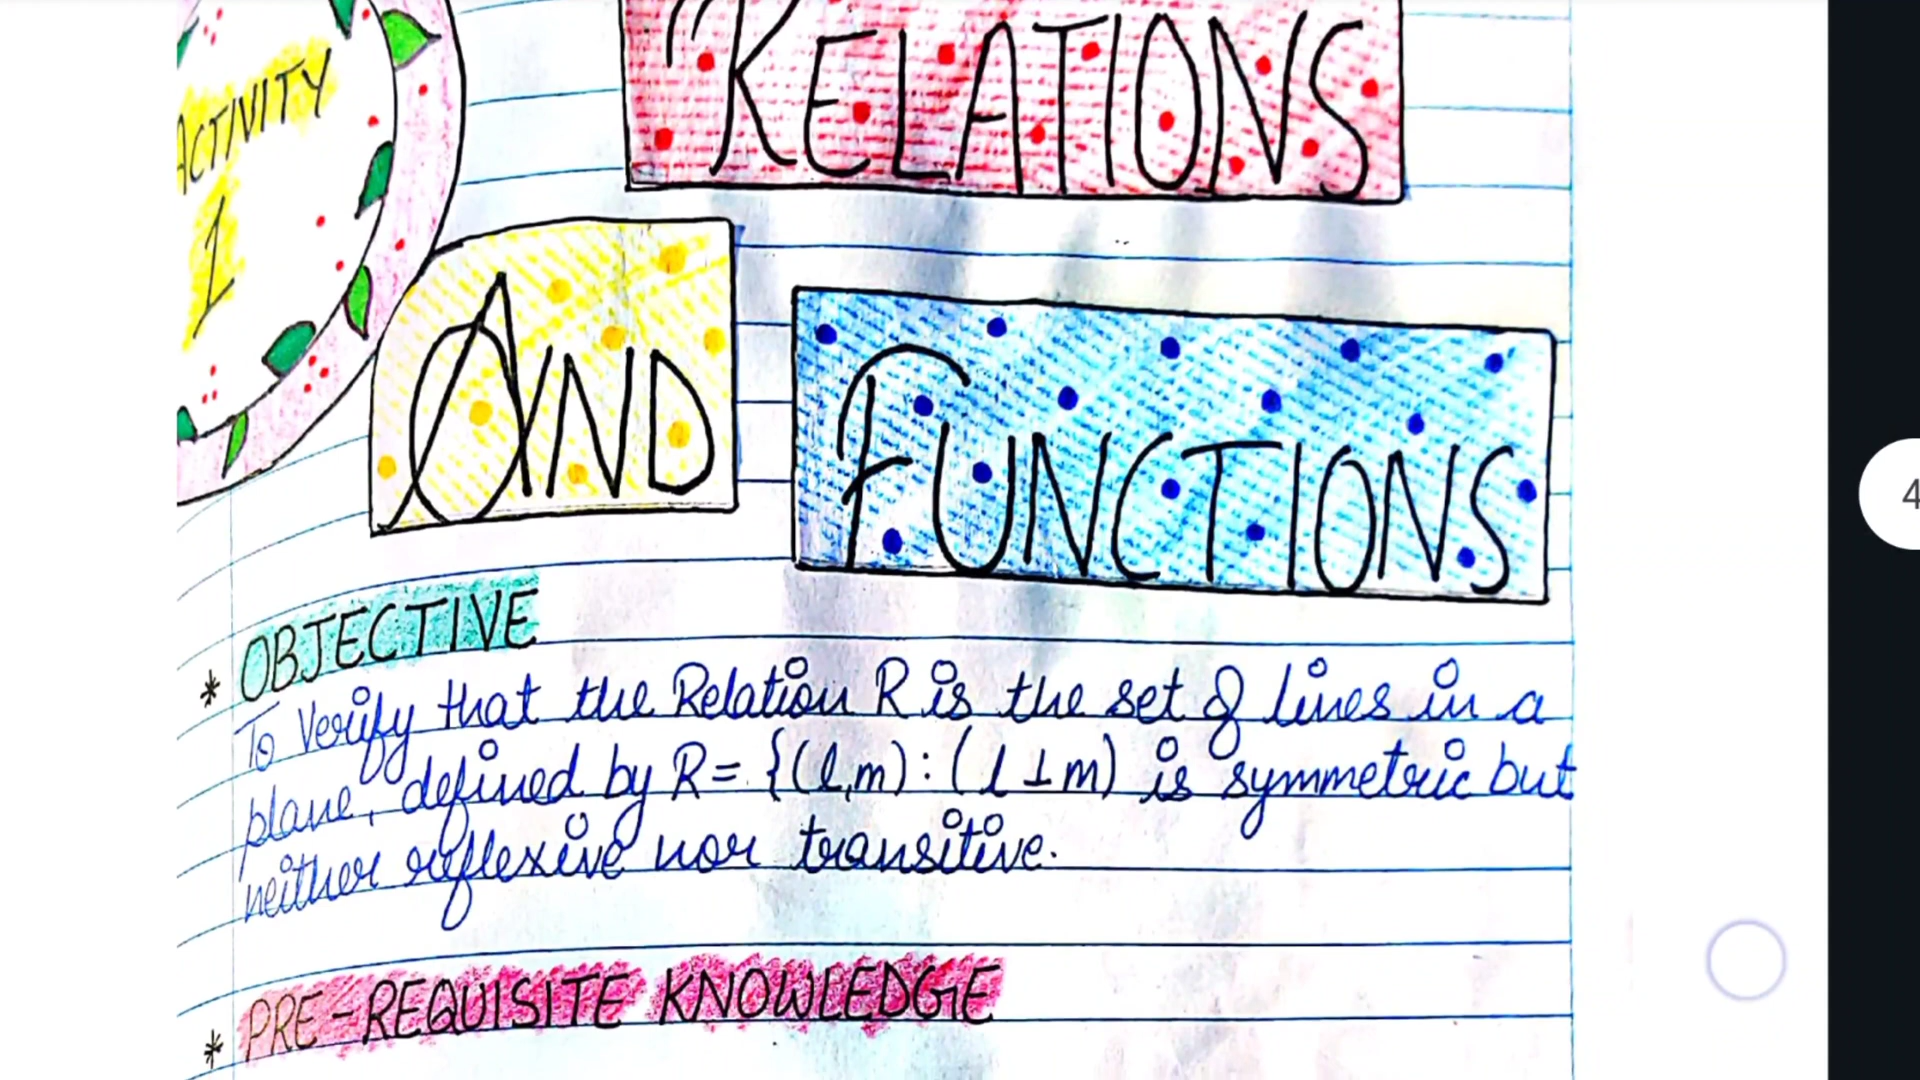 RELATIONS
ACTIVITY
1
AND
FUNCTIONS
* OBJECTIVE
To Verify that the Relation R is the set of lines in a
plane, defined by R = {(l,m) : ( l ⊥ m) is symmetric but
neither reflexive nor transitive.
* PRE-REQUISITE KNOWLEDGE
4